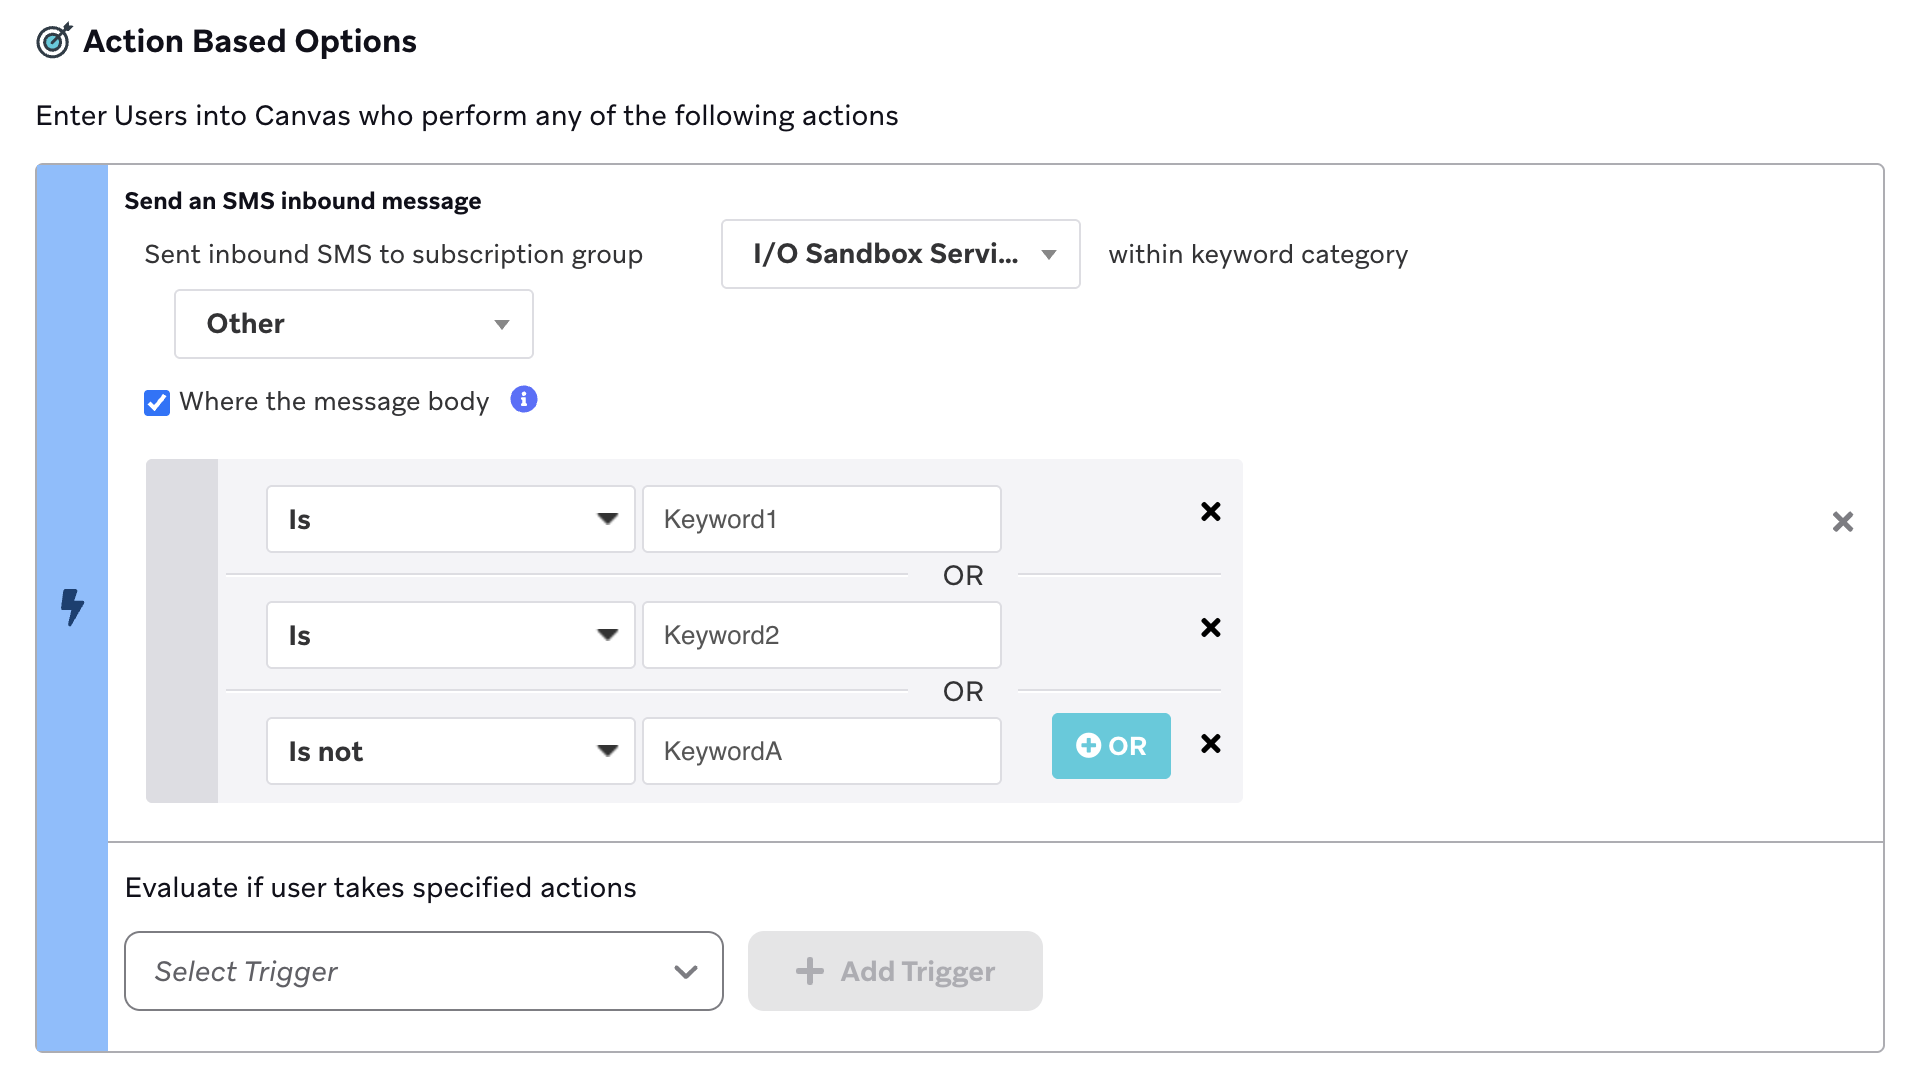 Action Based Options
Enter Users into Canvas who perform any of the following actions
Send an SMS inbound message
Sent inbound SMS to subscription group I/O Sandbox Servi... within keyword category
Other
Where the message body
Is Keyword1
OR
Is Keyword2
OR
Is not KeywordA OR
Evaluate if user takes specified actions
Select Trigger Add Trigger